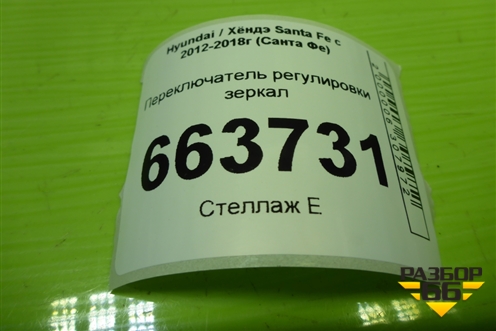 Hyundai / Хёндэ Santa Fe с
2012-2018г (Санта Фе)
Переключатель регулировки
зеркал
663731
Стеллаж Е
РАЗБОР
66